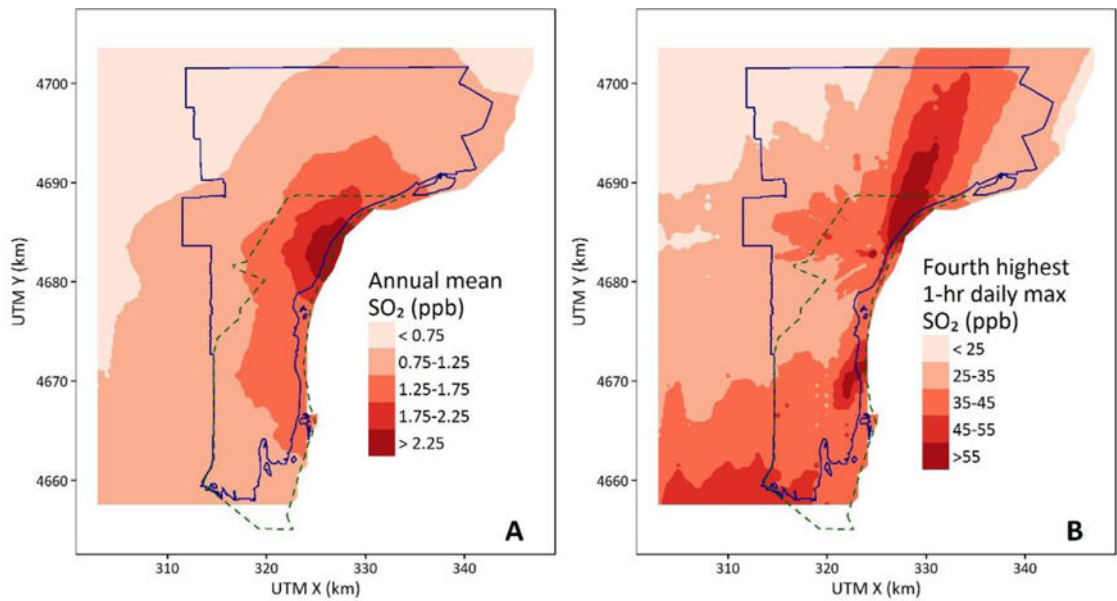 4700
4690
4680
4670
4660
UTM Y (km)
310
320
330
340
UTM X (km)
Annual mean
SO₂ (ppb)
< 0.75
0.75-1.25
1.25-1.75
1.75-2.25
> 2.25
A
4700
4690
4680
4670
4660
UTM Y (km)
310
320
330
340
UTM X (km)
Fourth highest
1-hr daily max
SO₂ (ppb)
< 25
25-35
35-45
45-55
>55
B